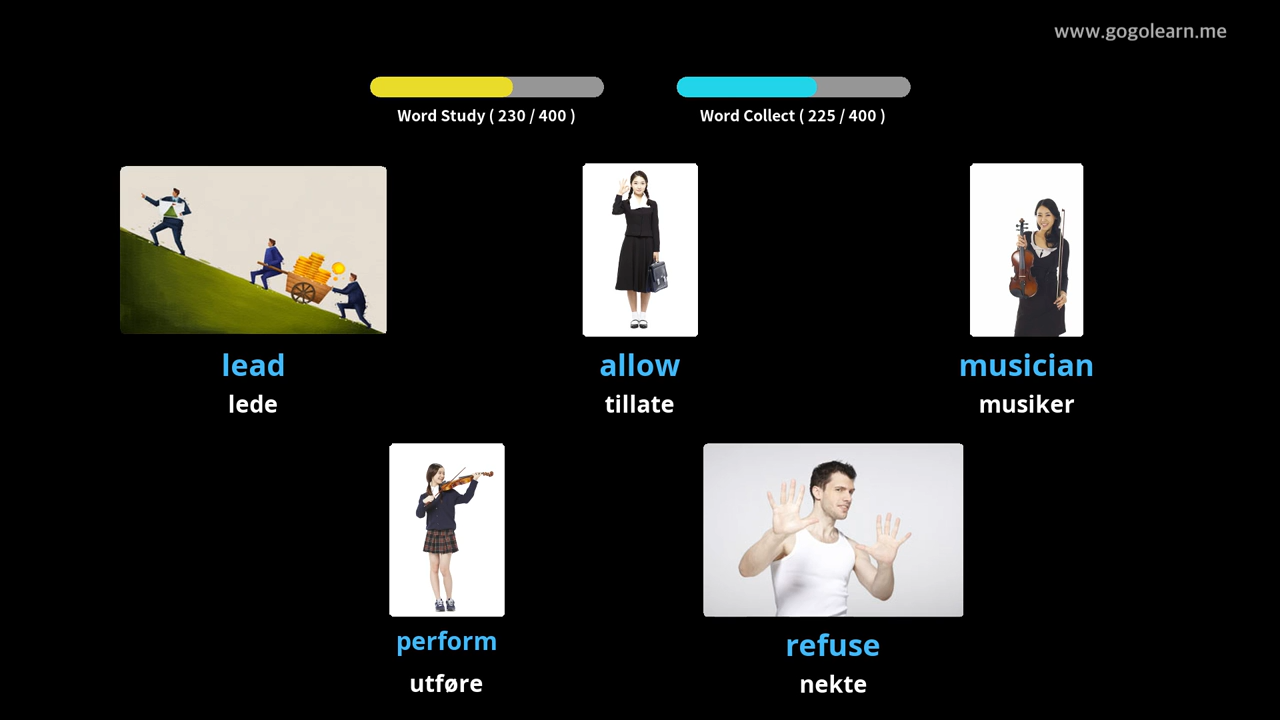 www.gogolearn.me
Word Study ( 230 / 400 )
Word Collect ( 225 / 400 )
lead
lede
allow
tillate
musician
musiker
perform
utføre
refuse
nekte